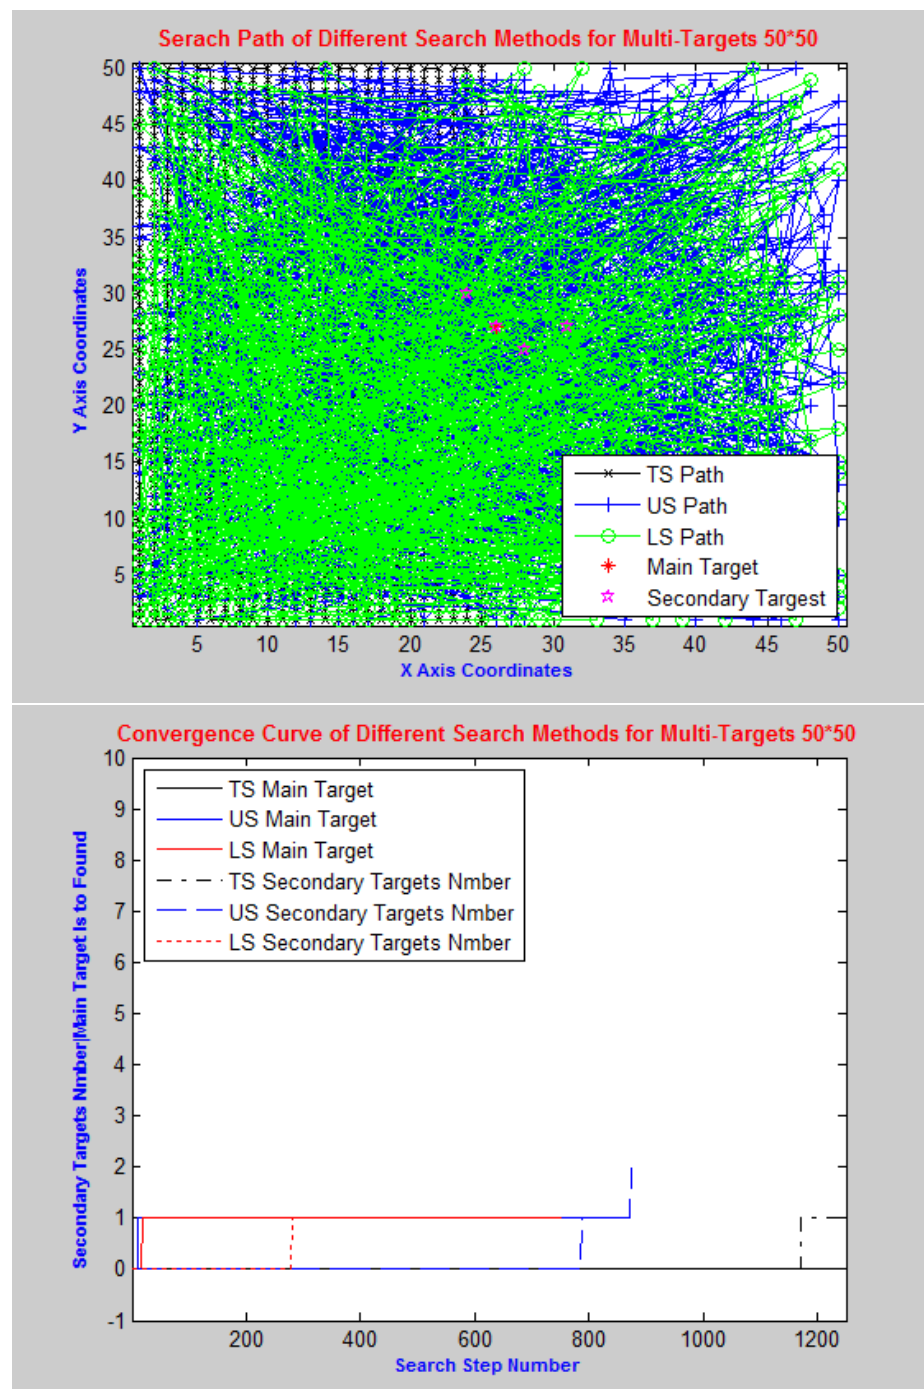 Serach Path of Different Search Methods for Multi-Targets 50*50
50
45
40
35
30
25
20
15
10
5
Y Axis Coordinates
TS Path
US Path
LS Path
Main Target
Secondary Targest
5 10 15 20 25 30 35 40 45 50
X Axis Coordinates
Convergence Curve of Different Search Methods for Multi-Targets 50*50
10
9
8
7
6
5
4
3
2
1
0
-1
Secondary Targets Nmber|Main Target Is to Found
TS Main Target
US Main Target
LS Main Target
TS Secondary Targets Nmber
US Secondary Targets Nmber
LS Secondary Targets Nmber
200 400 600 800 1000 1200
Search Step Number